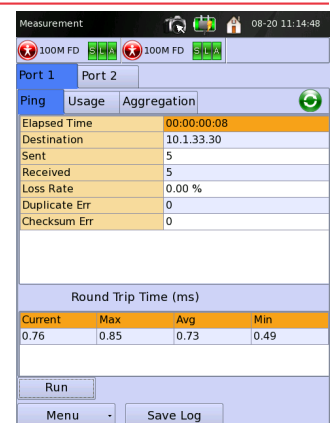 Measurement 08-20 11:14:48
100M FD S L A 100M FD S L A
Port 1 Port 2
Ping Usage Aggregation
Elapsed Time 00:00:00:08
Destination 10.1.33.30
Sent 5
Received 5
Loss Rate 0.00 %
Duplicate Err 0
Checksum Err 0
Round Trip Time (ms)
Current Max Avg Min
0.76 0.85 0.73 0.49
Run
Menu Save Log